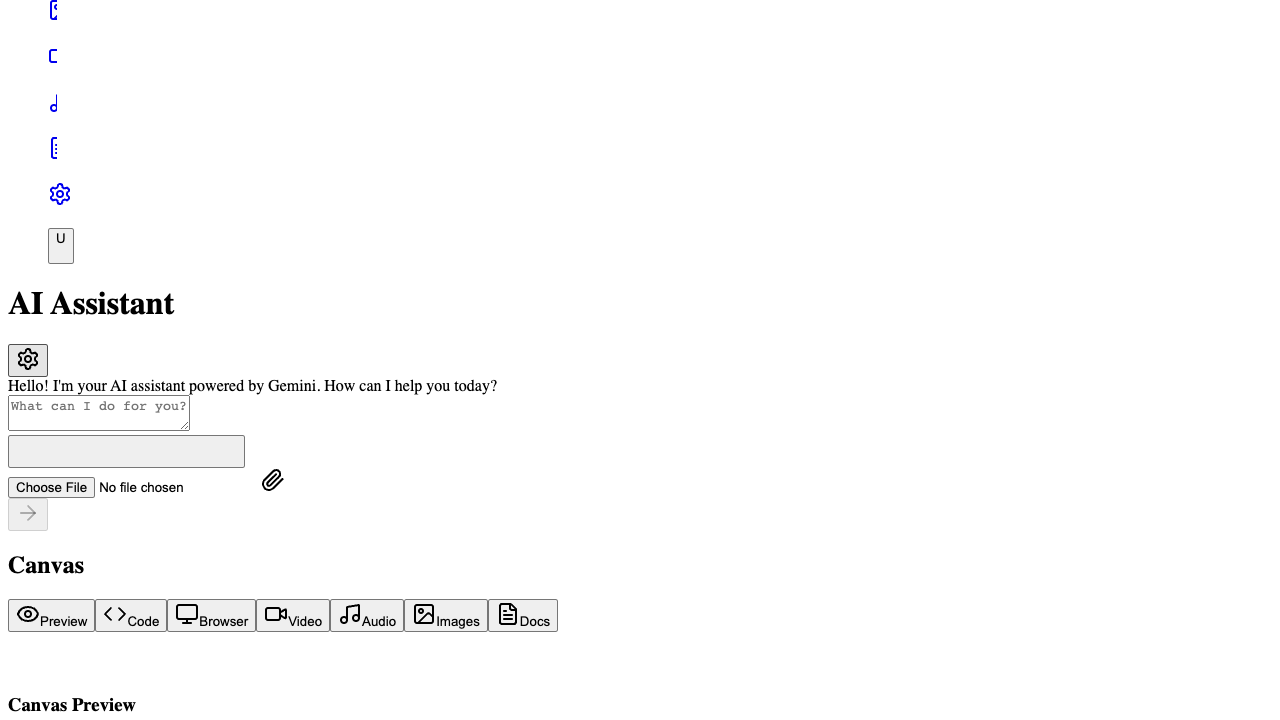 U
AI Assistant
Hello! I'm your AI assistant powered by Gemini. How can I help you today?
What can I do for you?
Choose File No file chosen
Canvas
Preview Code Browser Video Audio Images Docs
Canvas Preview